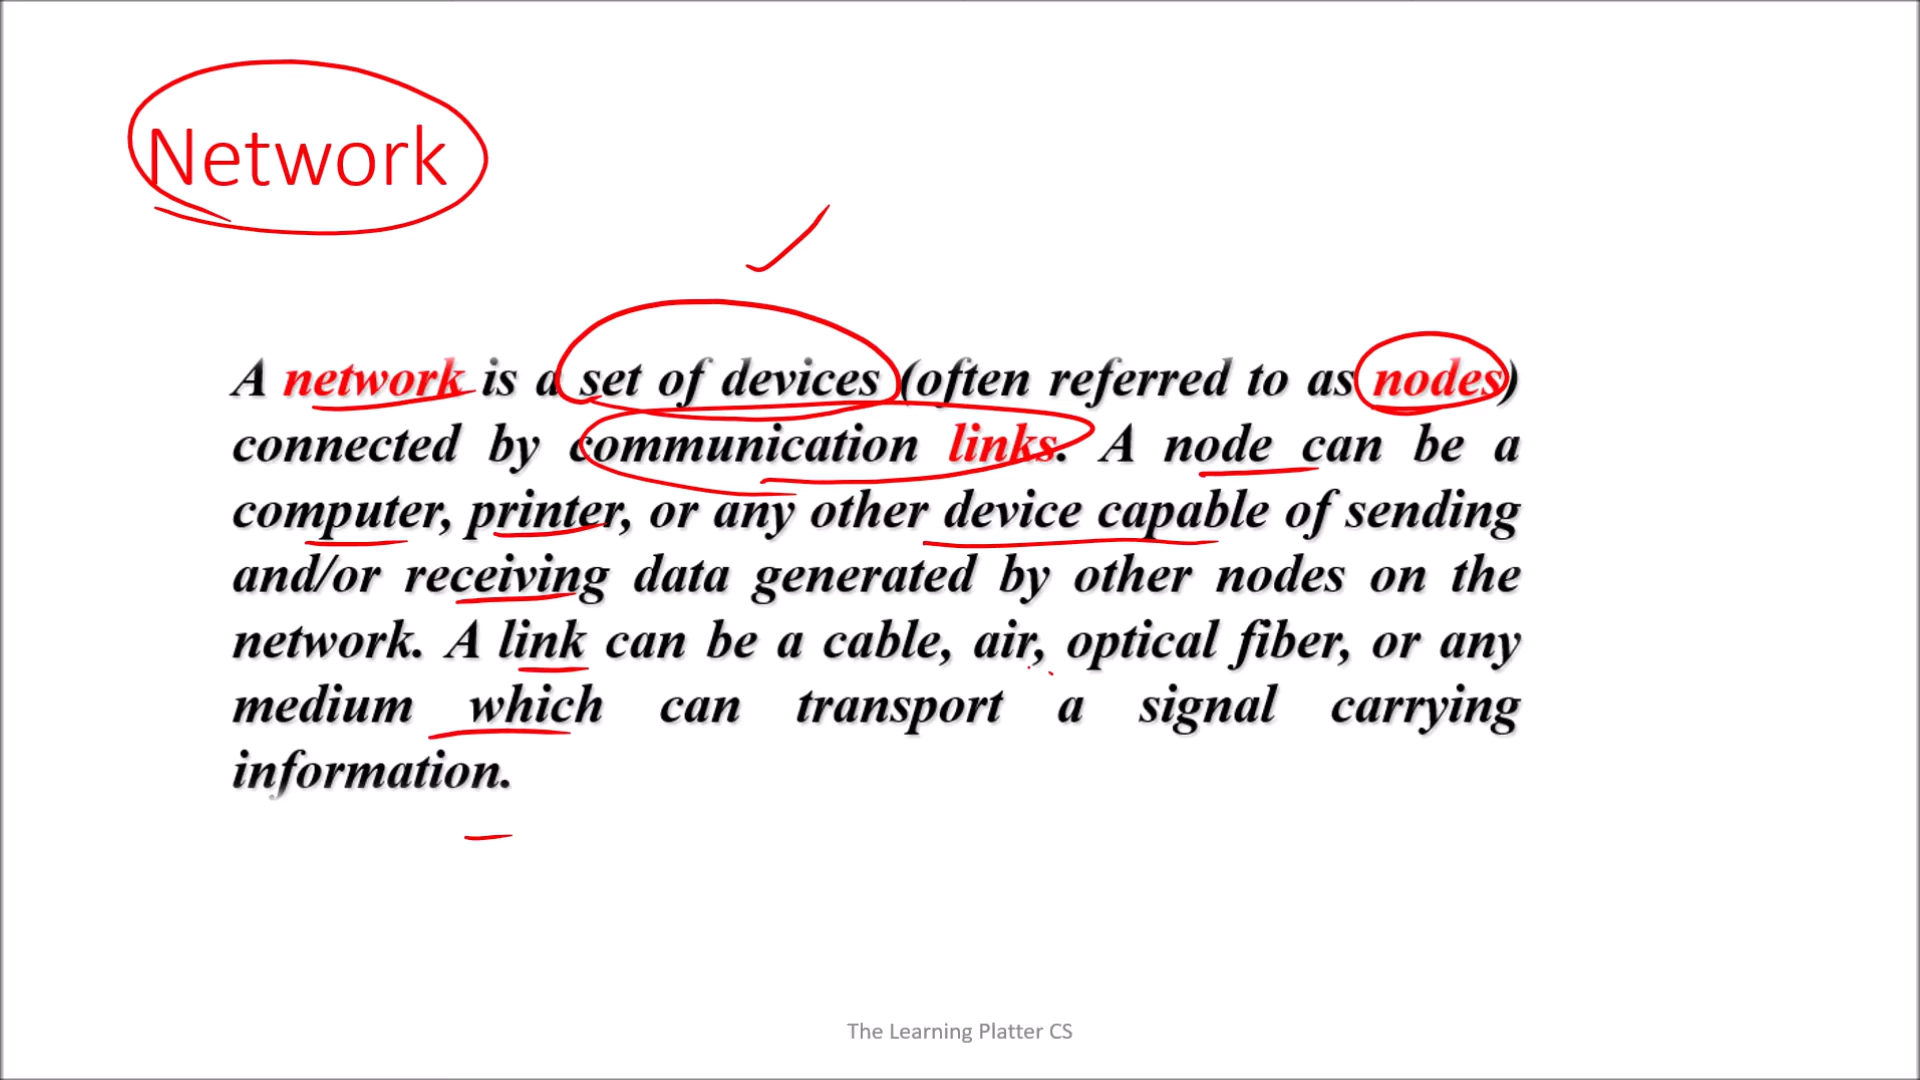 Network
A network is a set of devices (often referred to as nodes)
connected by communication links. A node can be a
computer, printer, or any other device capable of sending
and/or receiving data generated by other nodes on the
network. A link can be a cable, air, optical fiber, or any
medium which can transport a signal carrying
information.
The Learning Platter CS